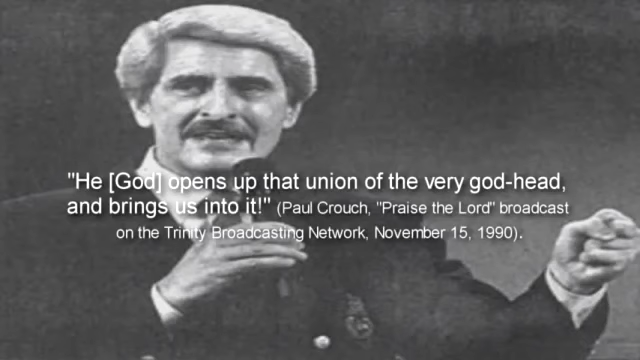 "He [God] opens up that union of the very god-head,
and brings us into it!" (Paul Crouch, "Praise the Lord" broadcast
on the Trinity Broadcasting Network, November 15, 1990).